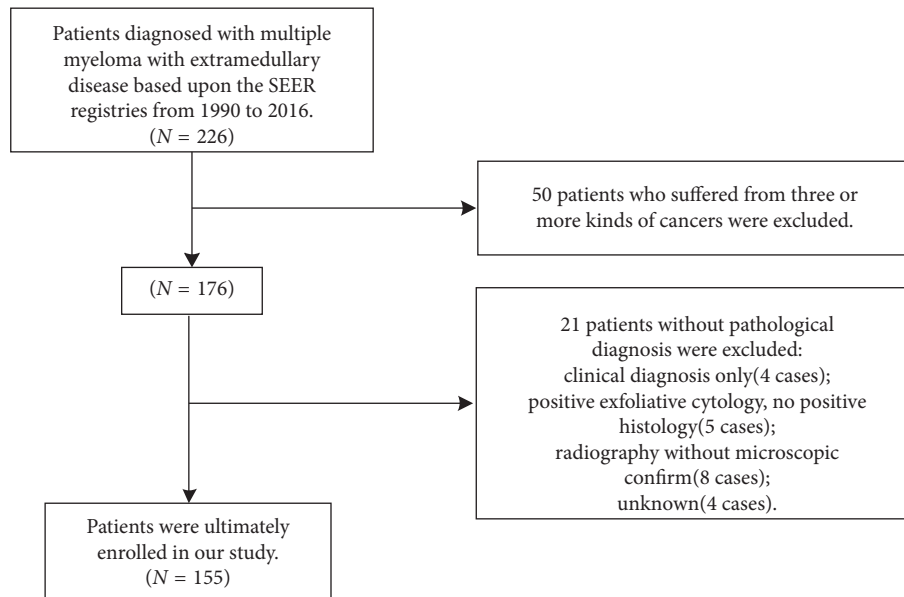 Patients diagnosed with multiple
myeloma with extramedullary
disease based upon the SEER
registries from 1990 to 2016.
(N = 226)
50 patients who suffered from three or
more kinds of cancers were excluded.
(N = 176)
21 patients without pathological
diagnosis were excluded:
clinical diagnosis only(4 cases);
positive exfoliative cytology, no positive
histology(5 cases);
radiography without microscopic
confirm(8 cases);
unknown(4 cases).
Patients were ultimately
enrolled in our study.
(N = 155)